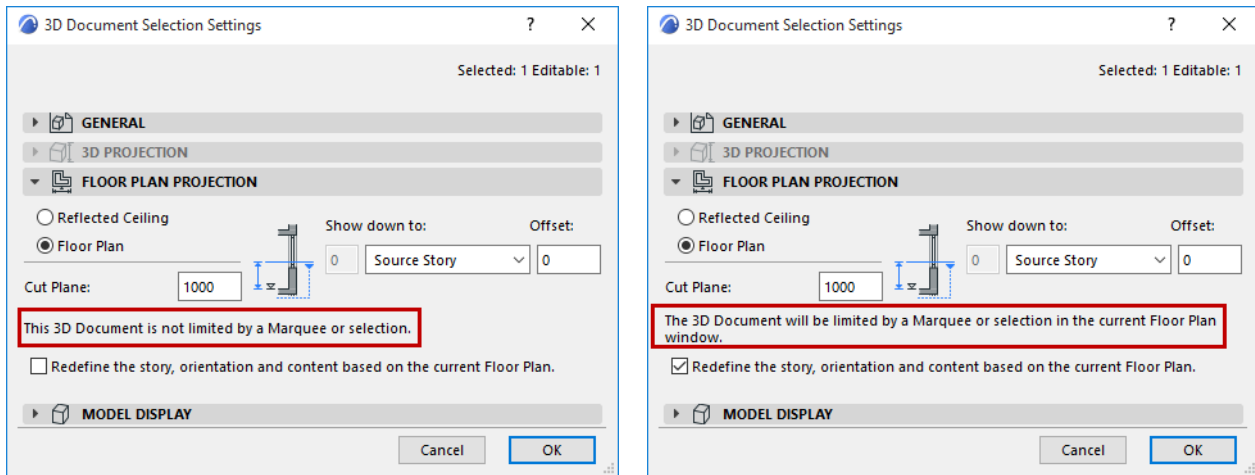 3D Document Selection Settings
?
Selected: 1 Editable: 1
GENERAL
3D PROJECTION
FLOOR PLAN PROJECTION
Reflected Ceiling
Floor Plan
Show down to:
Offset:
0
Source Story
0
Cut Plane:
1000
This 3D Document is not limited by a Marquee or selection.
Redefine the story, orientation and content based on the current Floor Plan.
MODEL DISPLAY
Cancel
OK
3D Document Selection Settings
?
Selected: 1 Editable: 1
GENERAL
3D PROJECTION
FLOOR PLAN PROJECTION
Reflected Ceiling
Floor Plan
Show down to:
Offset:
0
Source Story
0
Cut Plane:
1000
The 3D Document will be limited by a Marquee or selection in the current Floor Plan
window.
Redefine the story, orientation and content based on the current Floor Plan.
MODEL DISPLAY
Cancel
OK